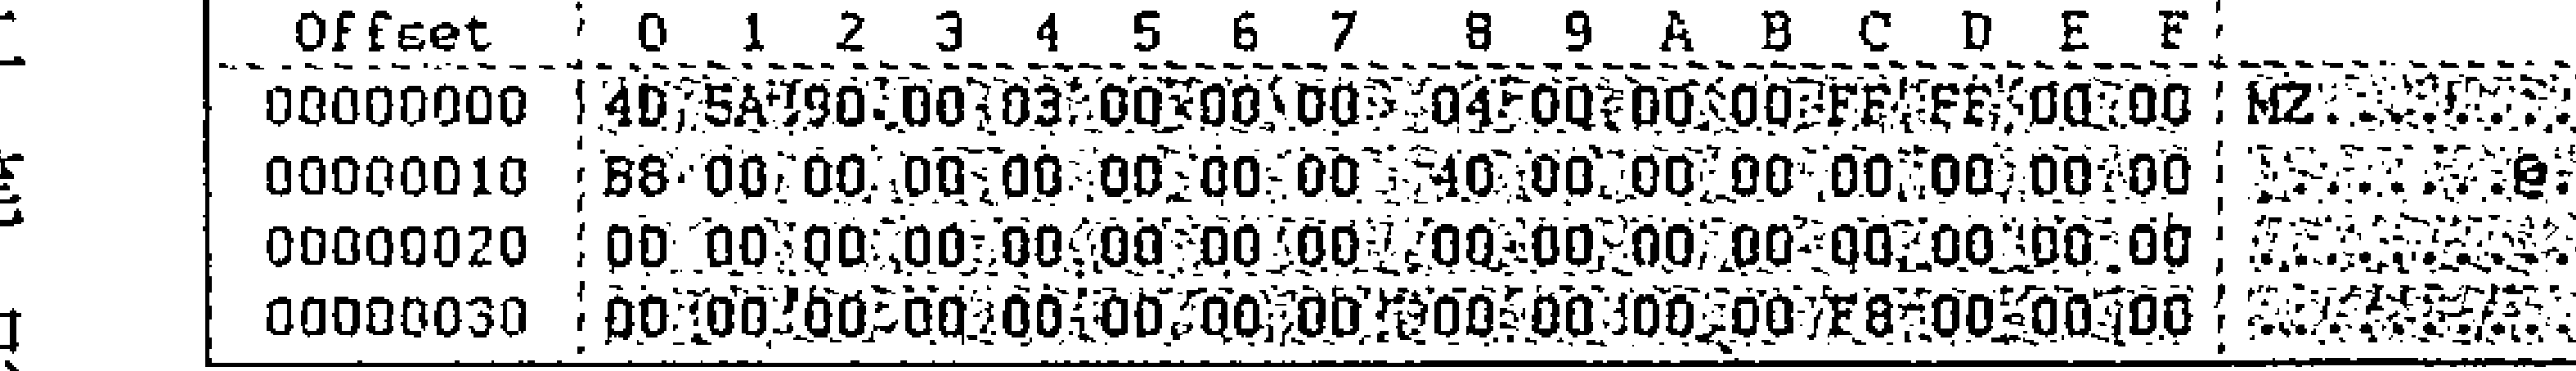 Offset 0 1 2 3 4 5 6 7 8 9 A B C D E F
00000000 4D 5A 90 00 03 00 00 00 04 00 00 00 FF FF 00 00 MZ..............
00000010 B8 00 00 00 00 00 00 00 40 00 00 00 00 00 00 00 ........@.
00000020 00 00 00 00 00 00 00 00 00 00 00 00 00 00 00 00
00000030 00 00 00 00 00 00 00 00 00 00 00 00 F8 00 00 00